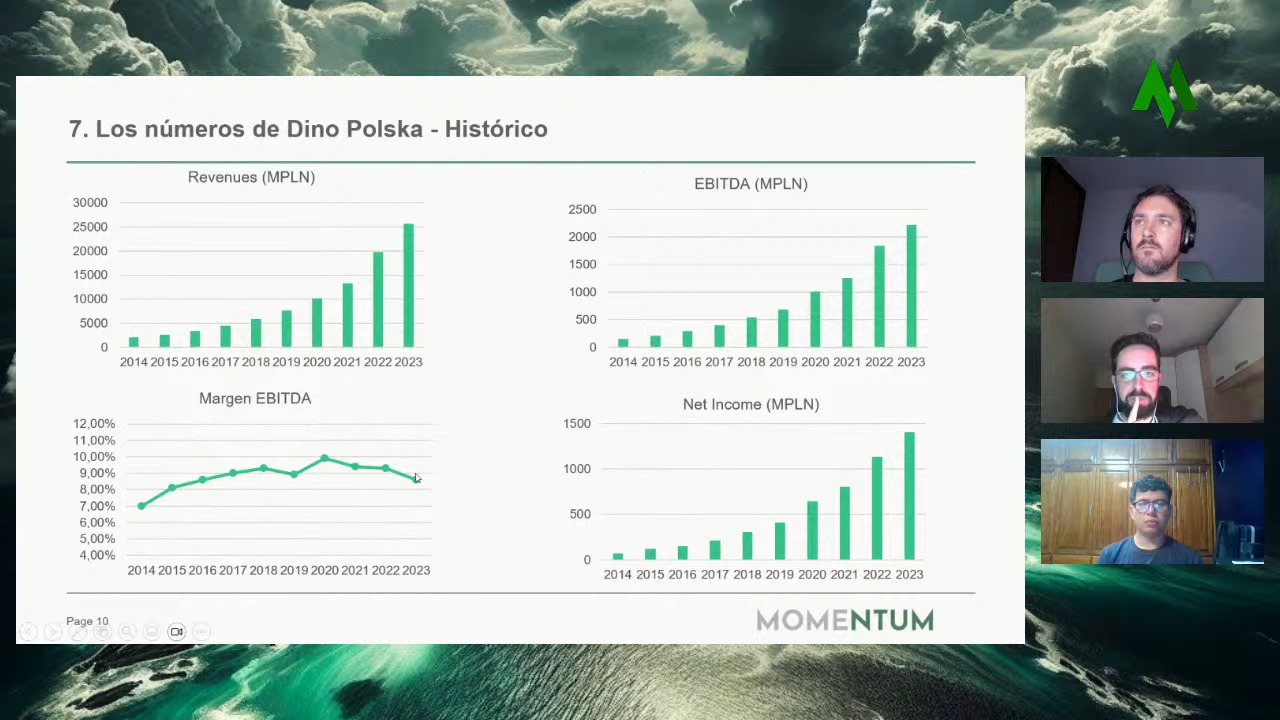 7. Los números de Dino Polska - Histórico
Revenues (MPLN)
30000
25000
20000
15000
10000
5000
0
2014 2015 2016 2017 2018 2019 2020 2021 2022 2023
EBITDA (MPLN)
2500
2000
1500
1000
500
0
2014 2015 2016 2017 2018 2019 2020 2021 2022 2023
Margen EBITDA
12,00%
11,00%
10,00%
9,00%
8,00%
7,00%
6,00%
5,00%
4,00%
2014 2015 2016 2017 2018 2019 2020 2021 2022 2023
Net Income (MPLN)
1500
1000
500
0
2014 2015 2016 2017 2018 2019 2020 2021 2022 2023
Page 10
MOMENTUM